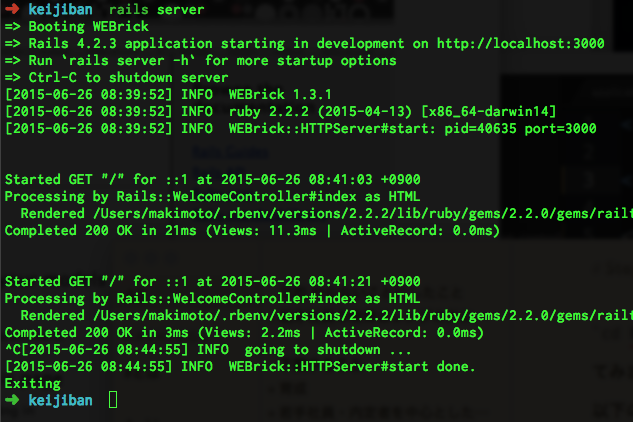 ➜ keijiban rails server
=> Booting WEBrick
=> Rails 4.2.3 application starting in development on http://localhost:3000
=> Run `rails server -h` for more startup options
=> Ctrl-C to shutdown server
[2015-06-26 08:39:52] INFO  WEBrick 1.3.1
[2015-06-26 08:39:52] INFO  ruby 2.2.2 (2015-04-13) [x86_64-darwin14]
[2015-06-26 08:39:52] INFO  WEBrick::HTTPServer#start: pid=40635 port=3000
Started GET "/" for ::1 at 2015-06-26 08:41:03 +0900
Processing by Rails::WelcomeController#index as HTML
  Rendered /Users/makimoto/.rbenv/versions/2.2.2/lib/ruby/gems/2.2.0/gems/railt
Completed 200 OK in 21ms (Views: 11.3ms | ActiveRecord: 0.0ms)
Started GET "/" for ::1 at 2015-06-26 08:41:21 +0900
Processing by Rails::WelcomeController#index as HTML
  Rendered /Users/makimoto/.rbenv/versions/2.2.2/lib/ruby/gems/2.2.0/gems/railt
Completed 200 OK in 3ms (Views: 2.2ms | ActiveRecord: 0.0ms)
^C[2015-06-26 08:44:55] INFO  going to shutdown ...
[2015-06-26 08:44:55] INFO  WEBrick::HTTPServer#start done.
Exiting
➜ keijiban